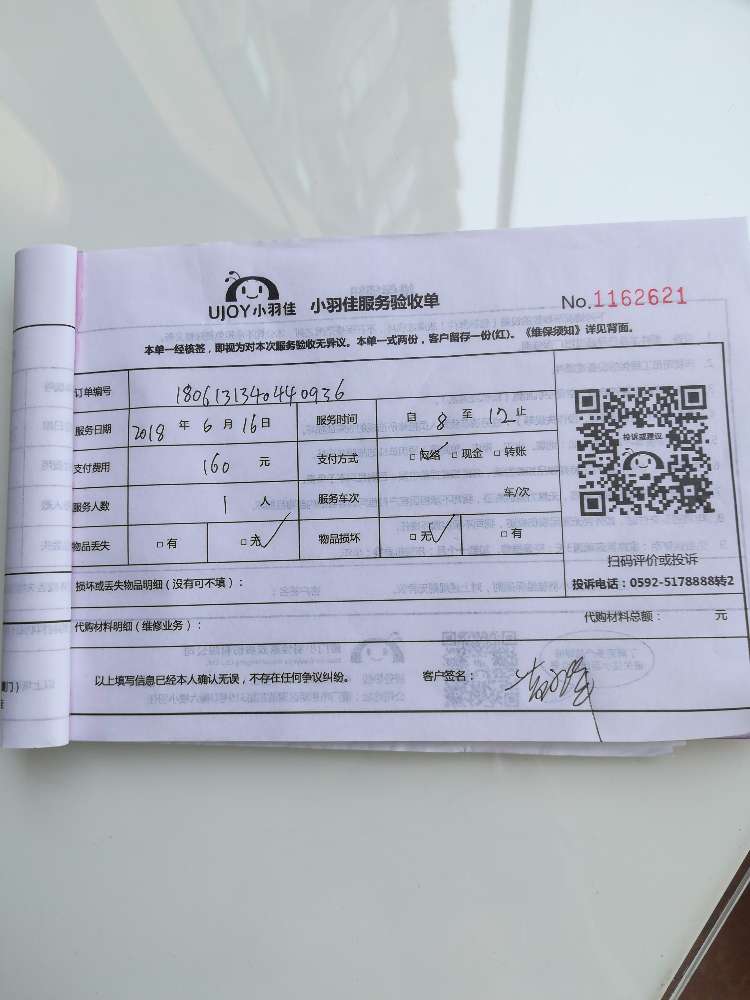 UJOY小羽佳 小羽佳服务验收单 No.1162621
本单一经核签，即视为对本次服务验收无异议。本单一式两份，客户留存一份(红)。《维保须知》详见背面。
订单编号 180613134044 0936
服务日期 2018 年 6 月 16 日 服务时间 自 8 至 12 止
支付费用 160 元 支付方式 □网络 □现金 □转账
服务人数 1 人 服务车次 车/次
物品丢失 □有 □无 物品损坏 □无 □有
投诉或建议
扫码评价或投诉
投诉电话：0592-5178888转2
损坏或丢失物品明细（没有可不填）：
代购材料明细（维修业务）： 代购材料总额： 元
以上填写信息已经本人确认无误，不存在任何争议纠纷。 客户签名：